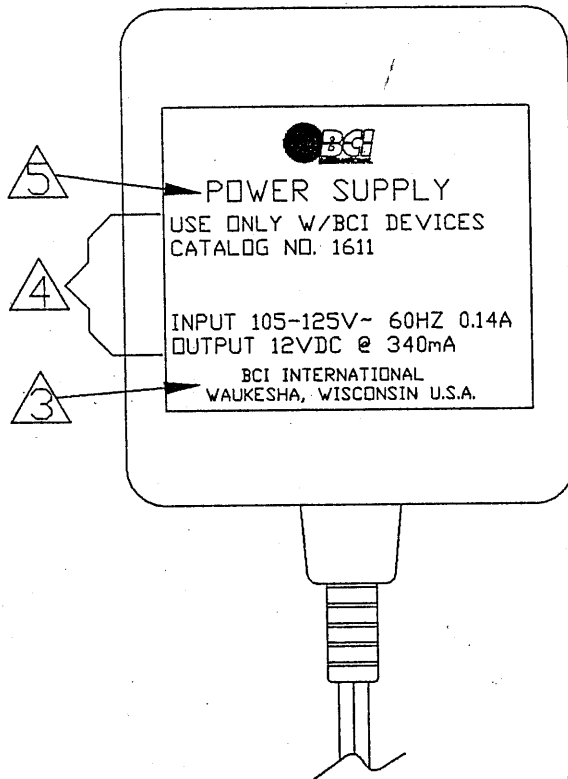 BCI
5
POWER SUPPLY
USE ONLY W/BCI DEVICES
CATALOG NO. 1611
4
INPUT 105-125V~ 60HZ 0.14A
OUTPUT 12VDC @ 340mA
3
BCI INTERNATIONAL
WAUKESHA, WISCONSIN U.S.A.